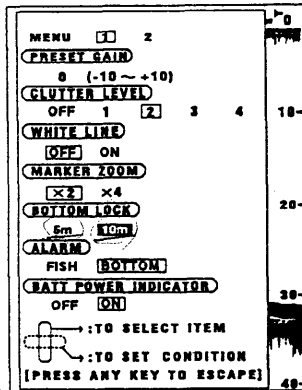 MENU 1 2
PRESET GAIN
0 (-10 ~ +10)
CLUTTER LEVEL
OFF 1 2 3 4
WHITE LINE
OFF ON
MARKER ZOOM
×2 ×4
BOTTOM LOCK
5m 10m
ALARM
FISH BOTTOM
BATT POWER INDICATOR
OFF ON
:TO SELECT ITEM
:TO SET CONDITION
[PRESS ANY KEY TO ESCAPE]
0
10-
20-
30-
40-